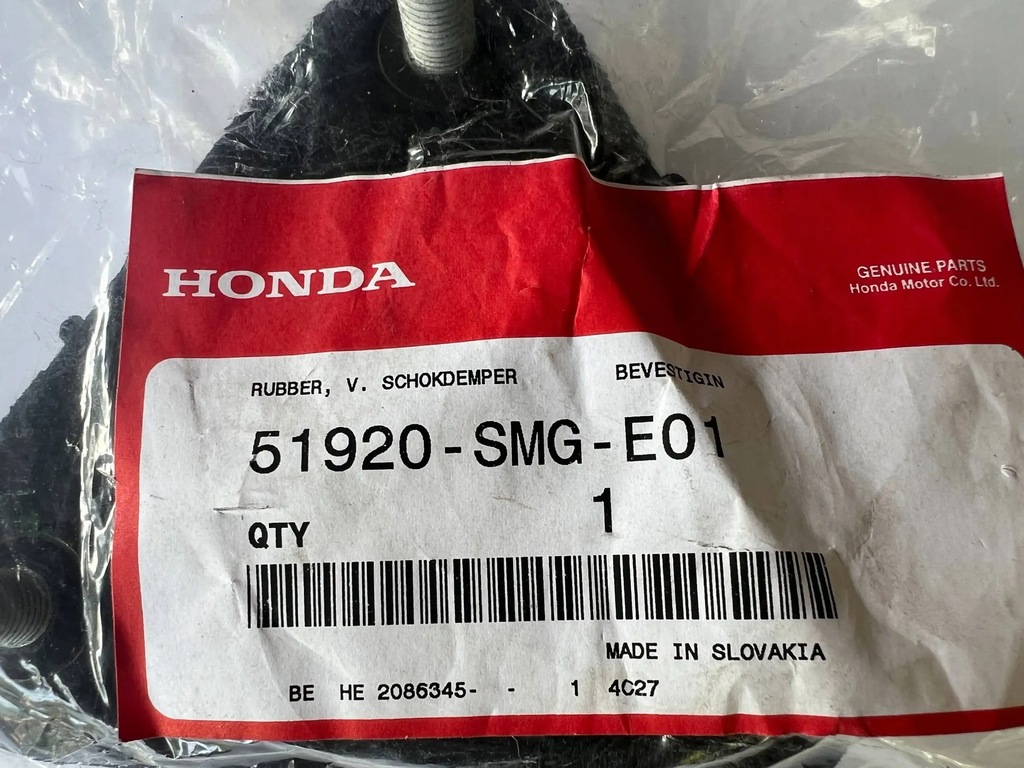 HONDA
GENUINE PARTS
Honda Motor Co. Ltd.
RUBBER, V. SCHOKDEMPER BEVESTIGIN
51920-SMG-E01
QTY 1
MADE IN SLOVAKIA
BE HE 2086345- - 1 4C27